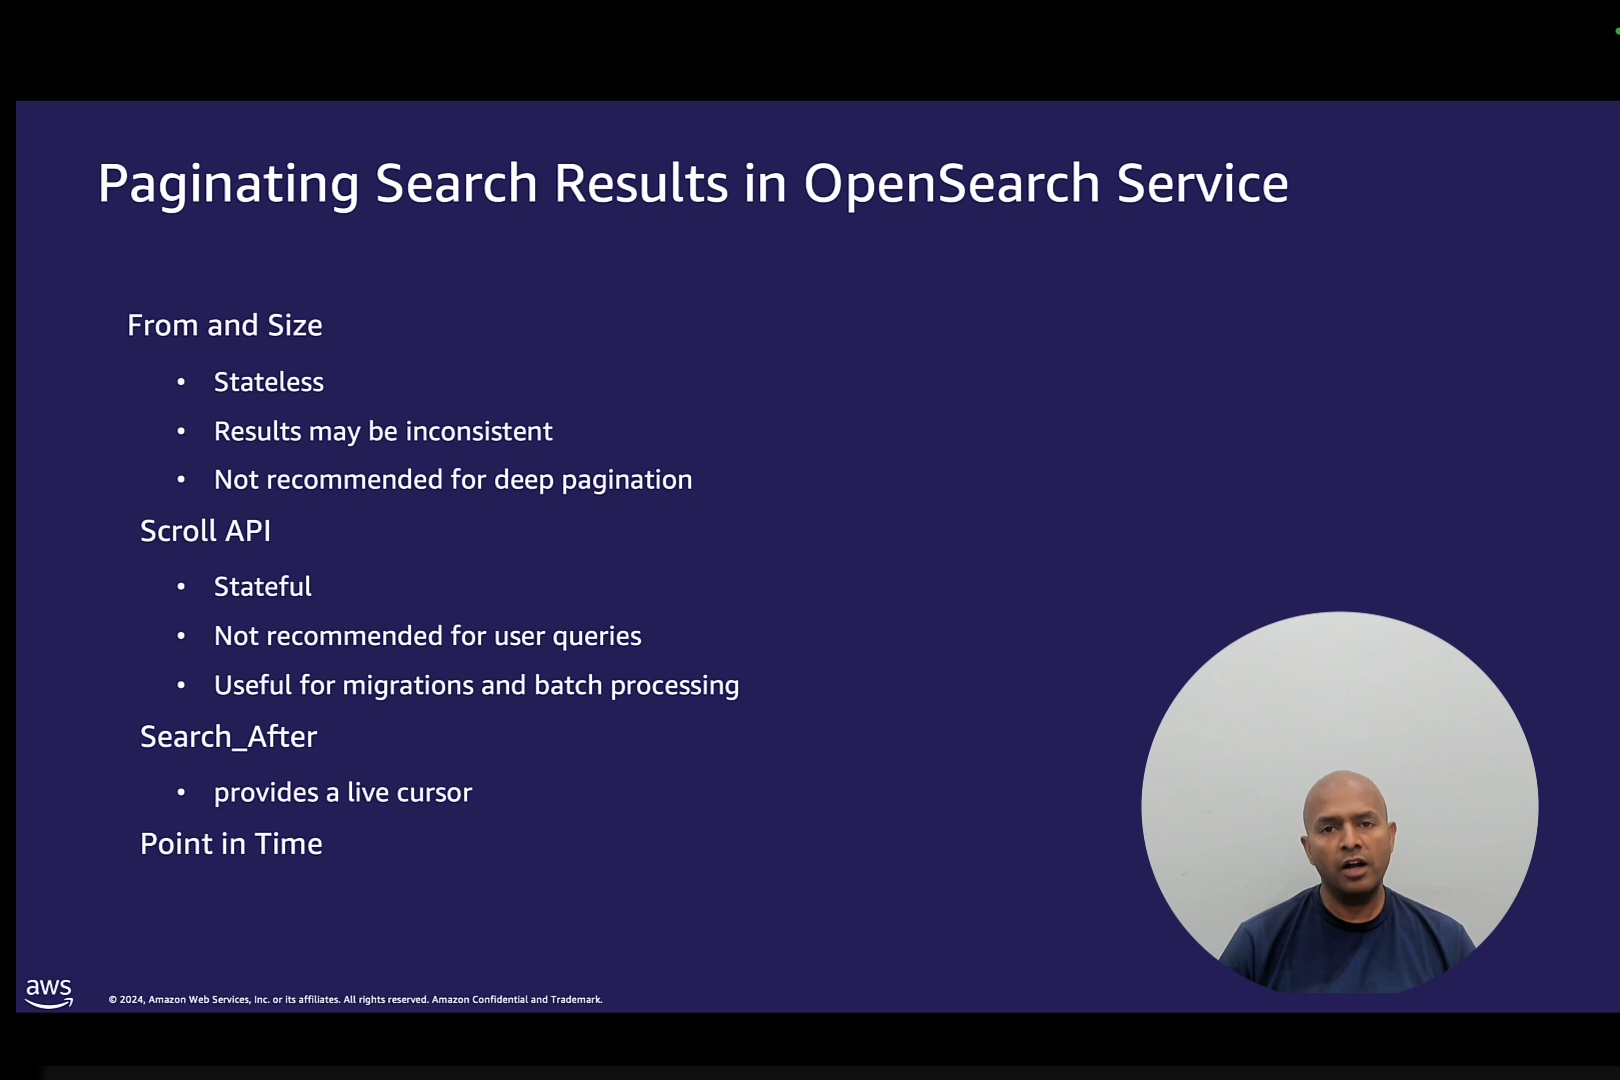 Paginating Search Results in OpenSearch Service
From and Size
• Stateless
• Results may be inconsistent
• Not recommended for deep pagination
Scroll API
• Stateful
• Not recommended for user queries
• Useful for migrations and batch processing
Search_After
• provides a live cursor
Point in Time
aws
© 2024, Amazon Web Services, Inc. or its affiliates. All rights reserved. Amazon Confidential and Trademark.